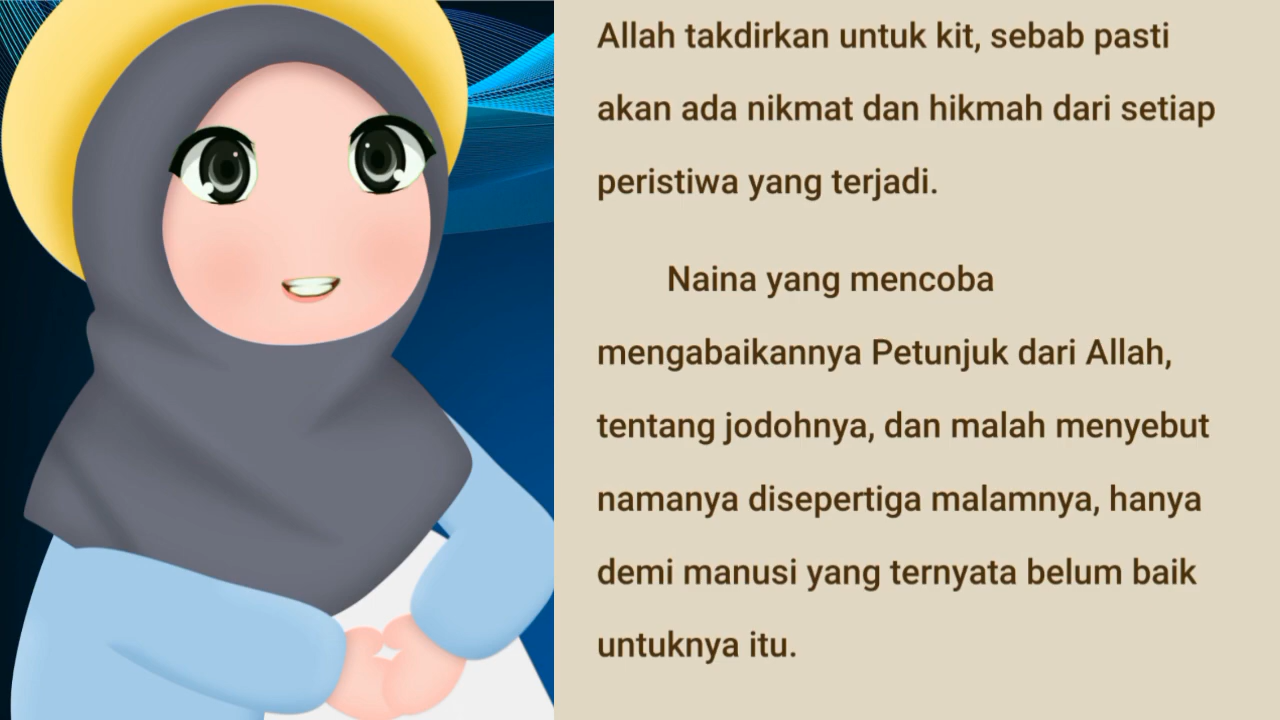 Allah takdirkan untuk kit, sebab pasti
akan ada nikmat dan hikmah dari setiap
peristiwa yang terjadi.
Naina yang mencoba
mengabaikannya Petunjuk dari Allah,
tentang jodohnya, dan malah menyebut
namanya disepertiga malamnya, hanya
demi manusi yang ternyata belum baik
untuknya itu.